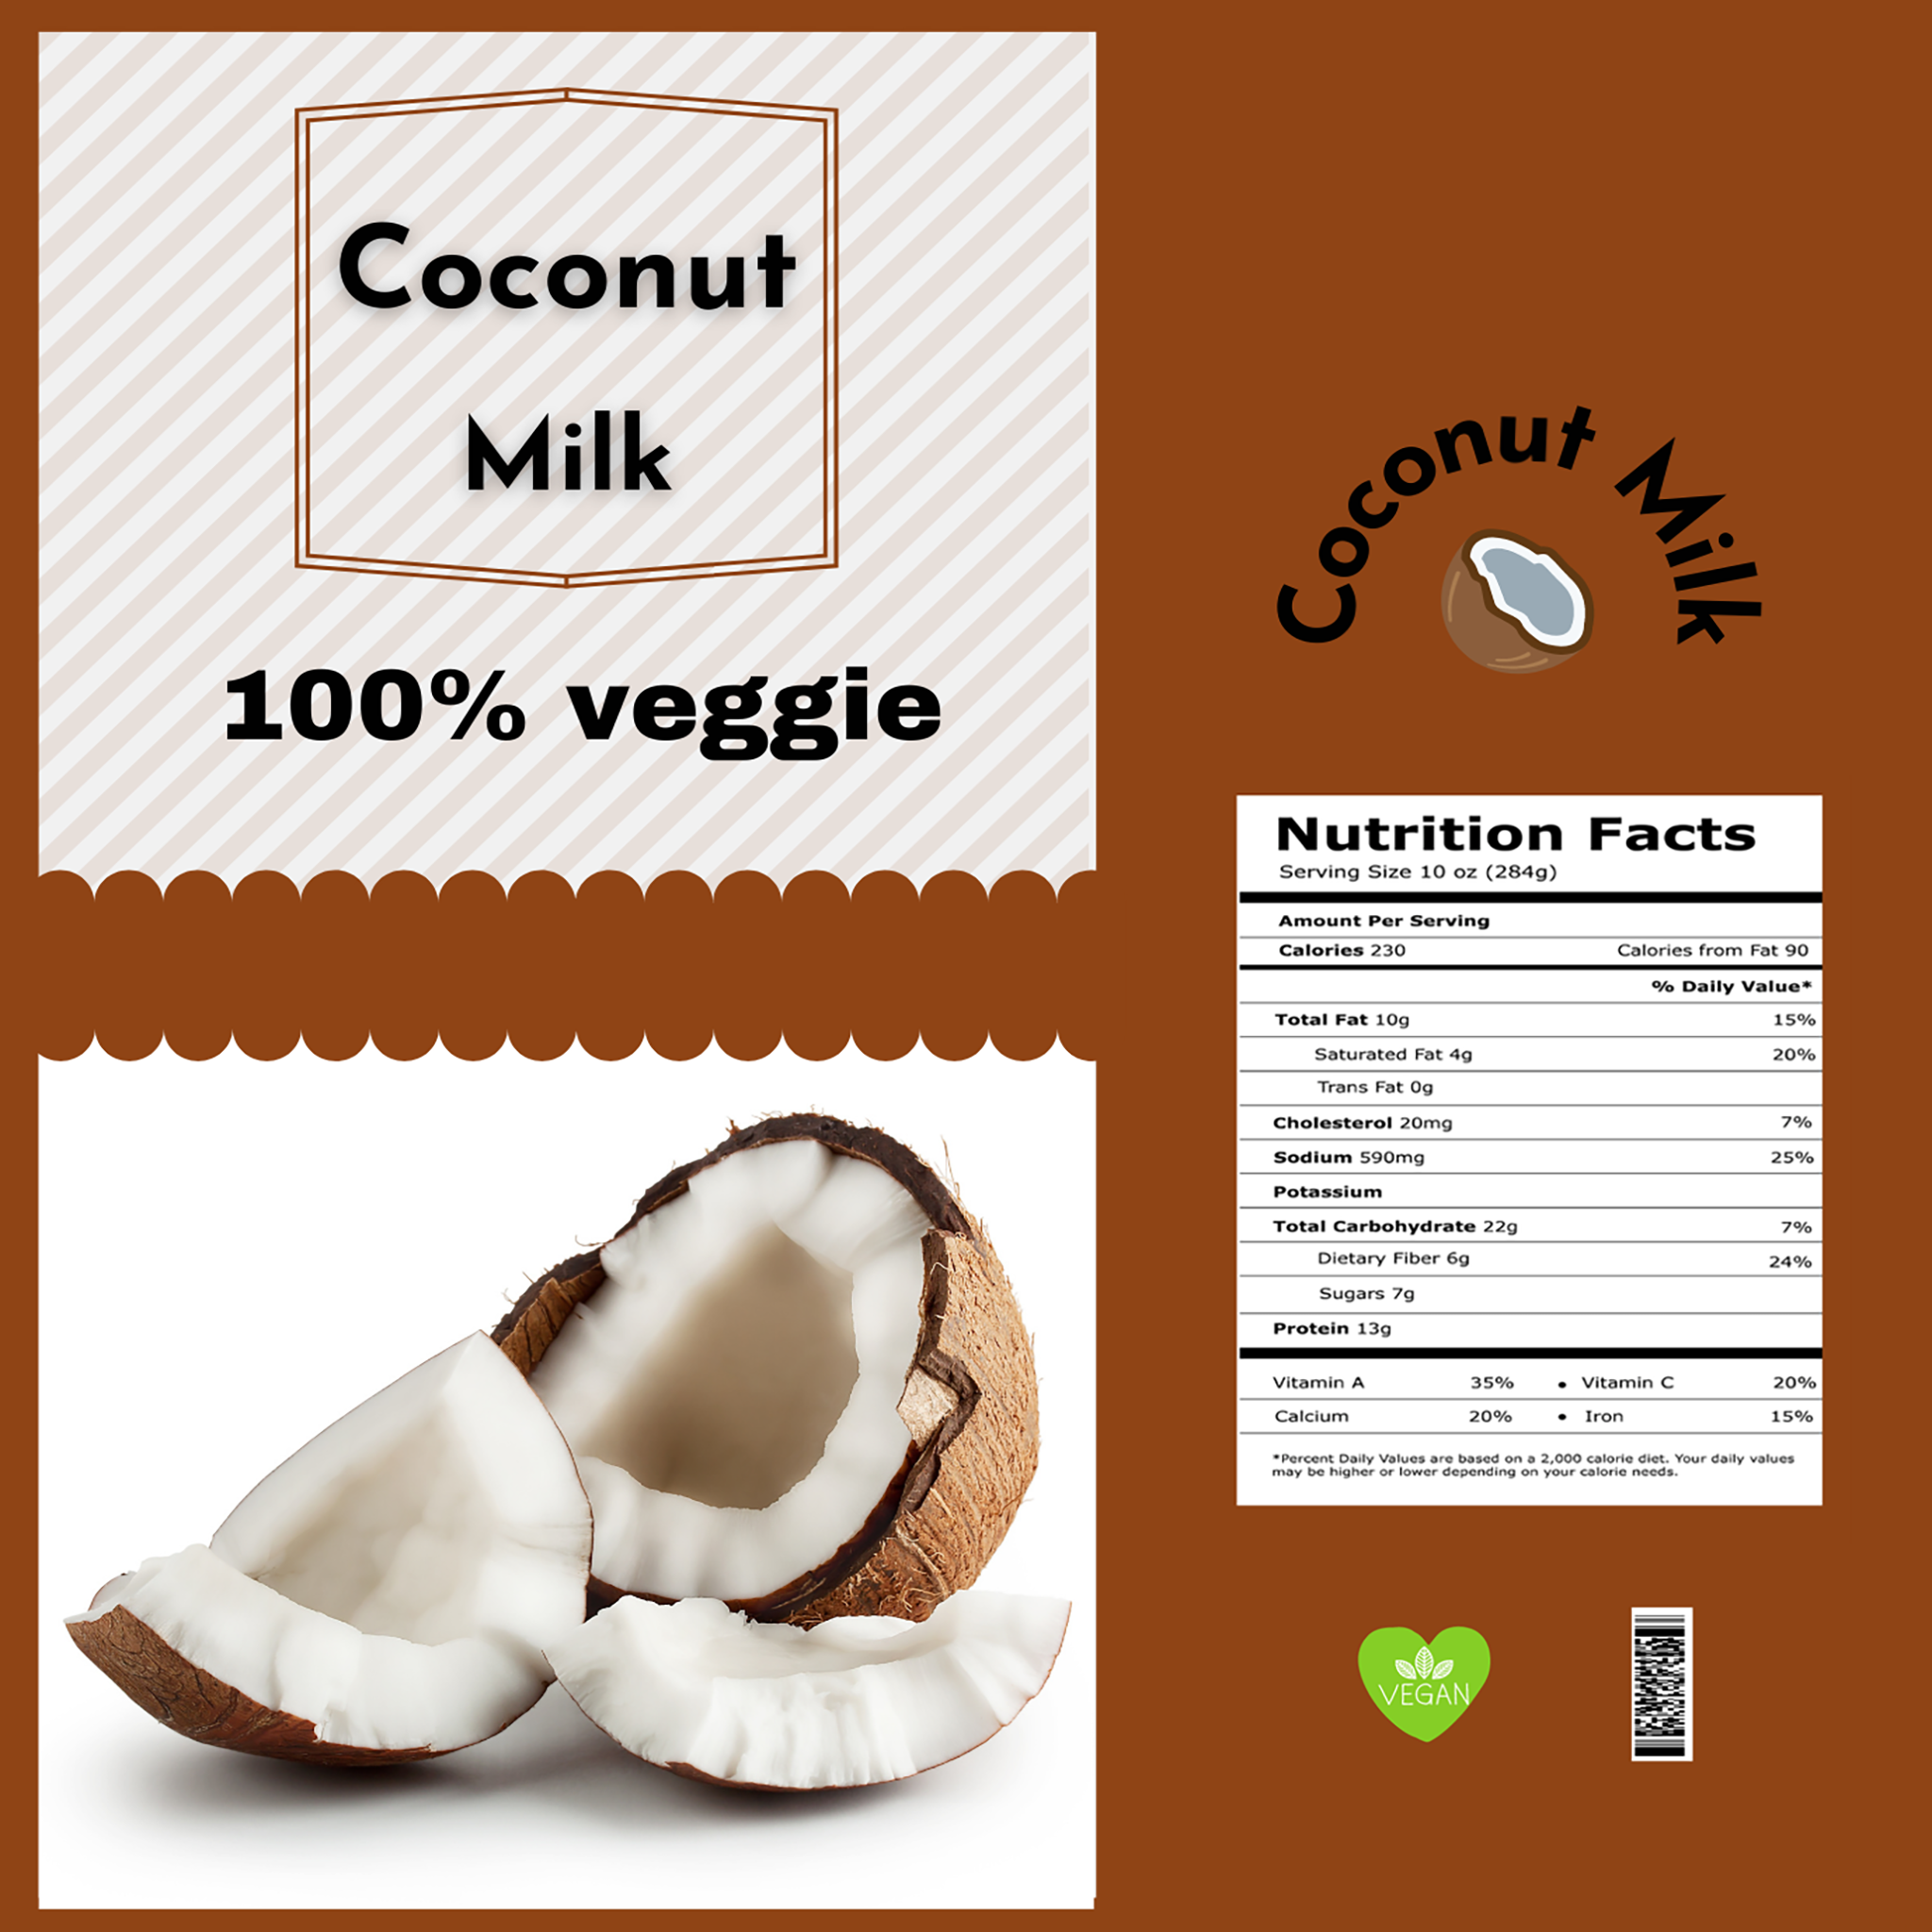 Coconut
Milk
100% veggie
Coconut Milk
Nutrition Facts
Serving Size 10 oz (284g)
Amount Per Serving
Calories 230 Calories from Fat 90
% Daily Value*
Total Fat 10g 15%
Saturated Fat 4g 20%
Trans Fat 0g
Cholesterol 20mg 7%
Sodium 590mg 25%
Potassium
Total Carbohydrate 22g 7%
Dietary Fiber 6g 24%
Sugars 7g
Protein 13g
Vitamin A 35% • Vitamin C 20%
Calcium 20% • Iron 15%
*Percent Daily Values are based on a 2,000 calorie diet. Your daily values
may be higher or lower depending on your calorie needs.
VEGAN